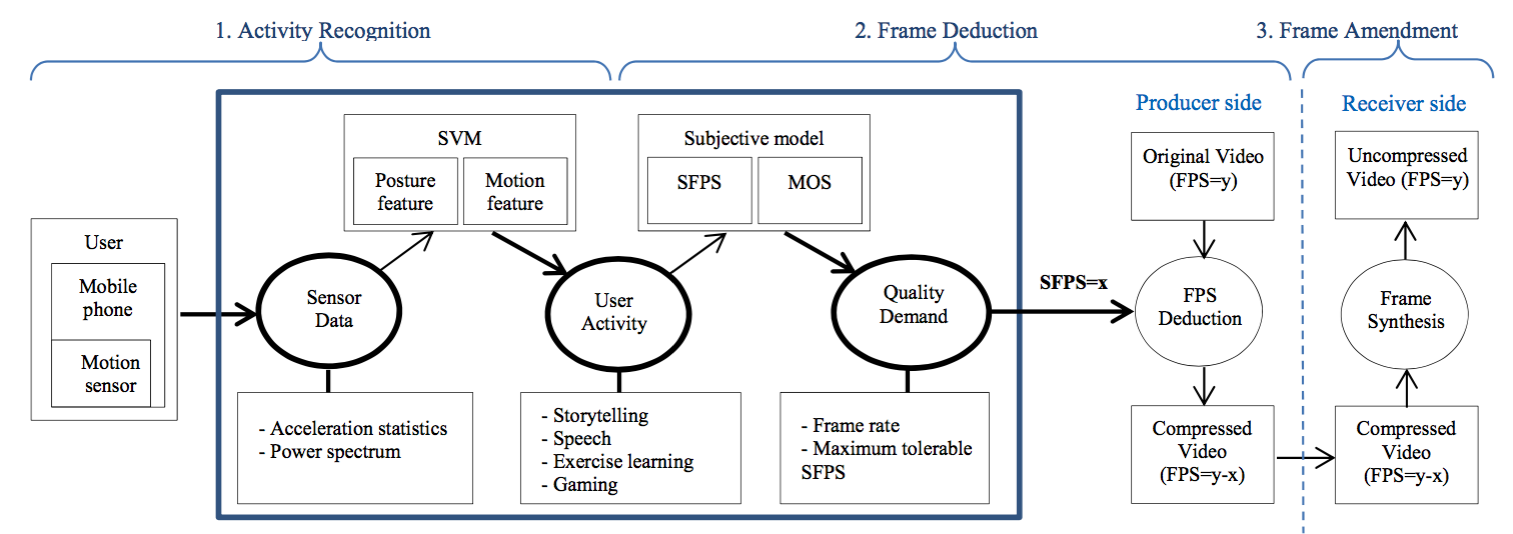 1. Activity Recognition
2. Frame Deduction
3. Frame Amendment
User
Mobile
phone
Motion
sensor
SVM
Posture
feature
Motion
feature
Sensor
Data
- Acceleration statistics
- Power spectrum
User
Activity
- Storytelling
- Speech
- Exercise learning
- Gaming
Subjective model
SFPS
MOS
Quality
Demand
- Frame rate
- Maximum tolerable
SFPS
SFPS=x
Producer side
Original Video
(FPS=y)
FPS
Deduction
Compressed
Video
(FPS=y-x)
Receiver side
Uncompressed
Video (FPS=y)
Frame
Synthesis
Compressed
Video
(FPS=y-x)